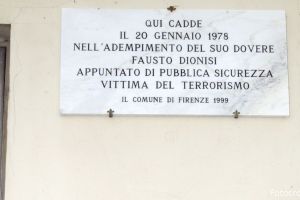 QUI CADDE
IL 20 GENNAIO 1978
NELL'ADEMPIMENTO DEL SUO DOVERE
FAUSTO DIONISI
APPUNTATO DI PUBBLICA SICUREZZA
VITTIMA DEL TERRORISMO
IL COMUNE DI FIRENZE 1999